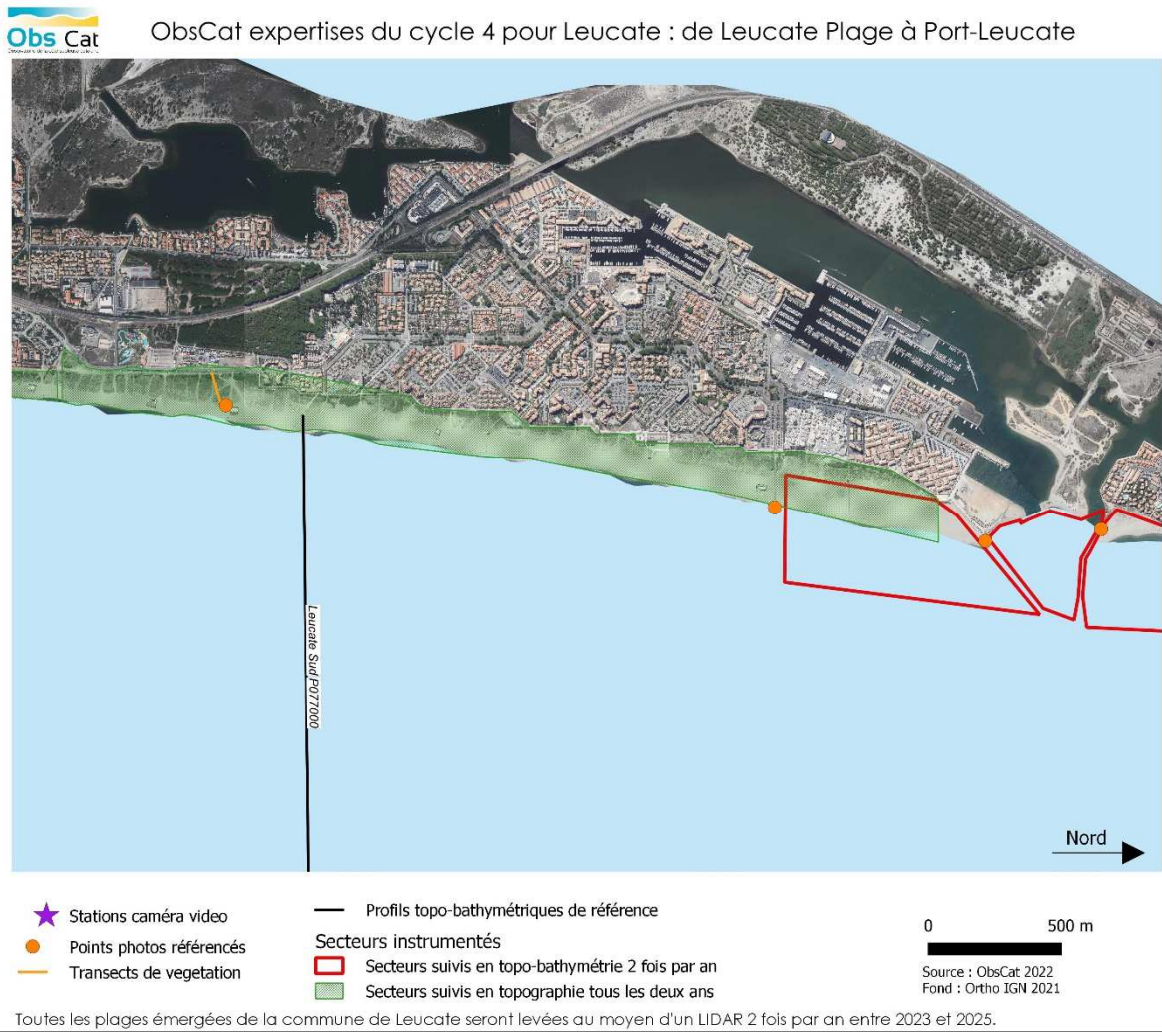 Obs Cat
ObsCat expertises du cycle 4 pour Leucate : de Leucate Plage à Port-Leucate
Leucate Sud P077000
Nord
Stations caméra video
Points photos référencés
Transects de vegetation
Profils topo-bathymétriques de référence
Secteurs instrumentés
Secteurs suivis en topo-bathymétrie 2 fois par an
Secteurs suivis en topographie tous les deux ans
0 500 m
Source : ObsCat 2022
Fond : Ortho IGN 2021
Toutes les plages émergées de la commune de Leucate seront levées au moyen d'un LIDAR 2 fois par an entre 2023 et 2025.